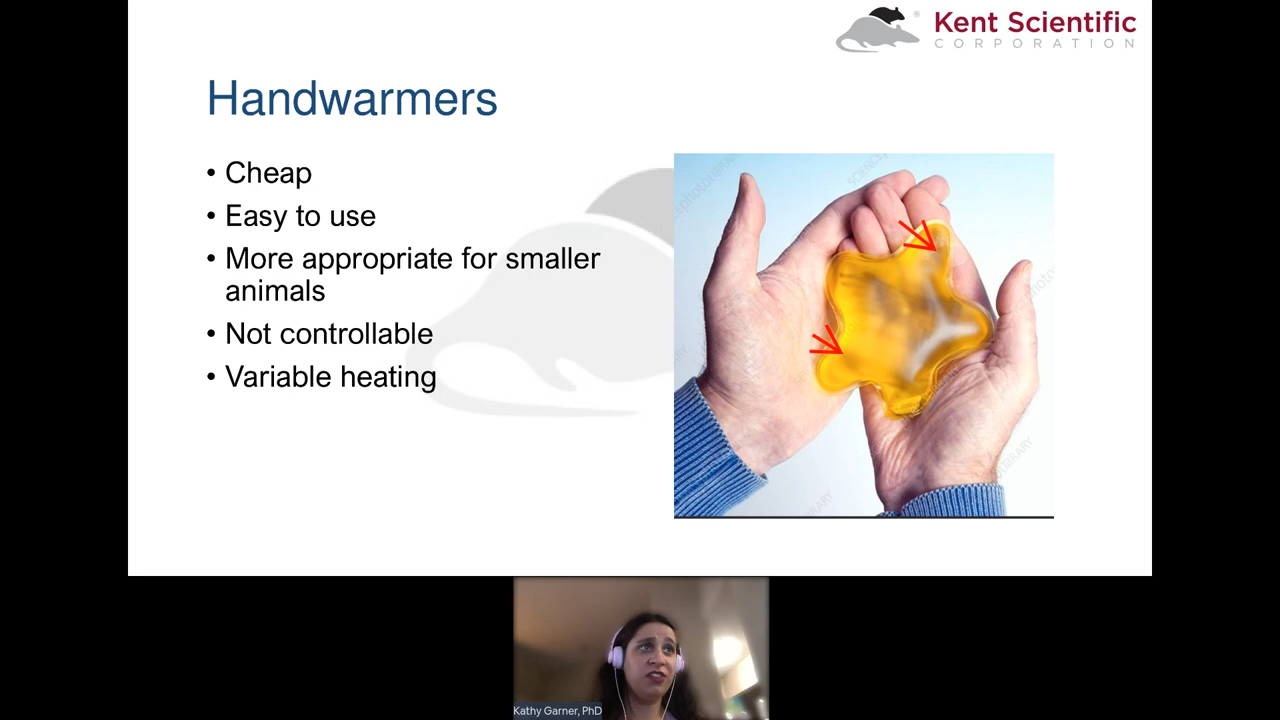 Kent Scientific
CORPORATION
Handwarmers
• Cheap
• Easy to use
• More appropriate for smaller
animals
• Not controllable
• Variable heating
Kathy Garner, PhD